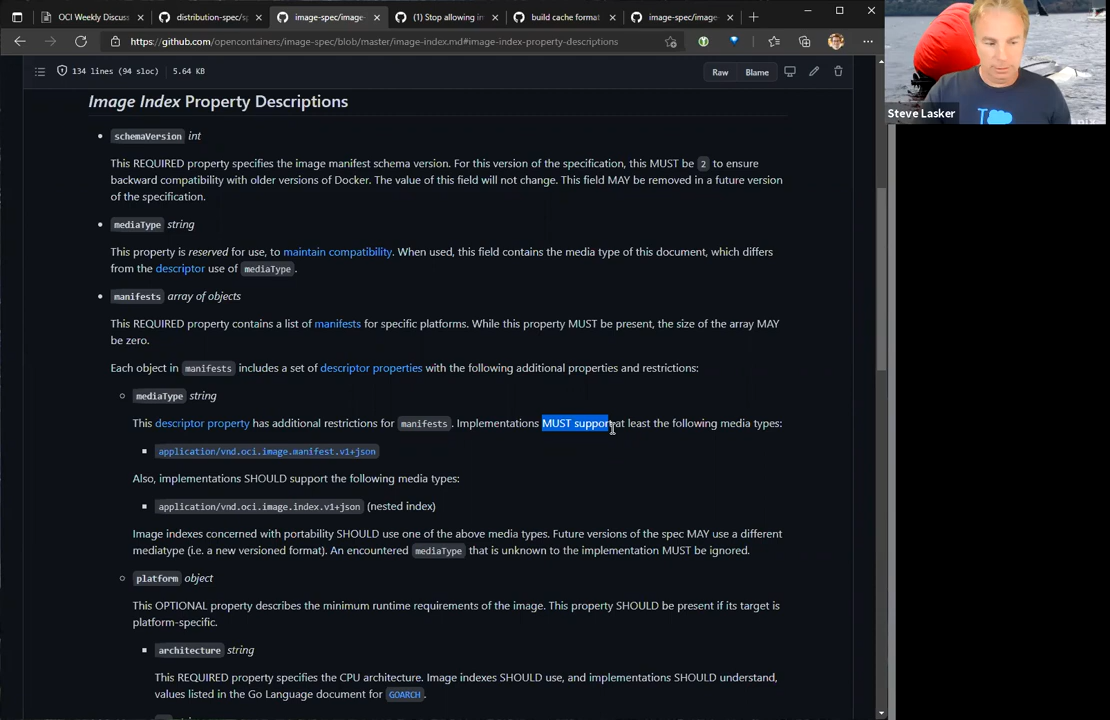 OCI Weekly Discuss
distribution-spec/s
image-spec/image-
(1) Stop allowing in
build cache format
image-spec/image-
https://github.com/opencontainers/image-spec/blob/master/image-index.md#image-index-property-descriptions
134 lines (94 sloc) 5.64 KB
Raw Blame
Image Index Property Descriptions
schemaVersion int
This REQUIRED property specifies the image manifest schema version. For this version of the specification, this MUST be 2 to ensure
backward compatibility with older versions of Docker. The value of this field will not change. This field MAY be removed in a future version
of the specification.
mediaType string
This property is reserved for use, to maintain compatibility. When used, this field contains the media type of this document, which differs
from the descriptor use of mediaType.
manifests array of objects
This REQUIRED property contains a list of manifests for specific platforms. While this property MUST be present, the size of the array MAY
be zero.
Each object in manifests includes a set of descriptor properties with the following additional properties and restrictions:
mediaType string
This descriptor property has additional restrictions for manifests. Implementations MUST support at least the following media types:
application/vnd.oci.image.manifest.v1+json
Also, implementations SHOULD support the following media types:
application/vnd.oci.image.index.v1+json (nested index)
Image indexes concerned with portability SHOULD use one of the above media types. Future versions of the spec MAY use a different
mediatype (i.e. a new versioned format). An encountered mediaType that is unknown to the implementation MUST be ignored.
platform object
This OPTIONAL property describes the minimum runtime requirements of the image. This property SHOULD be present if its target is
platform-specific.
architecture string
This REQUIRED property specifies the CPU architecture. Image indexes SHOULD use, and implementations SHOULD understand,
values listed in the Go Language document for GOARCH.
Steve Lasker